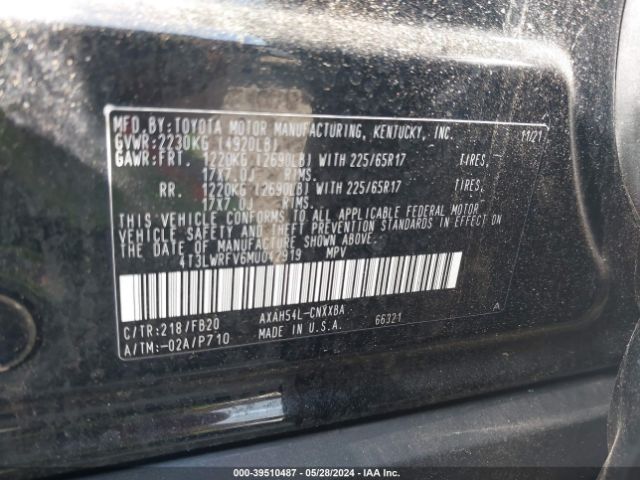 MFD.BY:TOYOTA MOTOR MANUFACTURING, KENTUCKY, INC. 11/21
GVWR:2230KG (4920LB)
GAWR:FRT. 1220KG (2690LB) WITH 225/65R17 TIRES,
17X7.0J RIMS.
RR. 1220KG (2690LB) WITH 225/65R17 TIRES,
17X7.0J RIMS.
THIS VEHICLE CONFORMS TO ALL APPLICABLE FEDERAL MOTOR
VEHICLE SAFETY AND THEFT PREVENTION STANDARDS IN EFFECT ON
THE DATE OF MANUFACTURE SHOWN ABOVE.
4T3LWRFV6MU042919 MPV
C/TR:218/FB20 AXAH54L-CNXXBA 66321 A
A/TM:-02A/P710 MADE IN U.S.A.
000-39510487 - 05/28/2024 - IAA Inc.